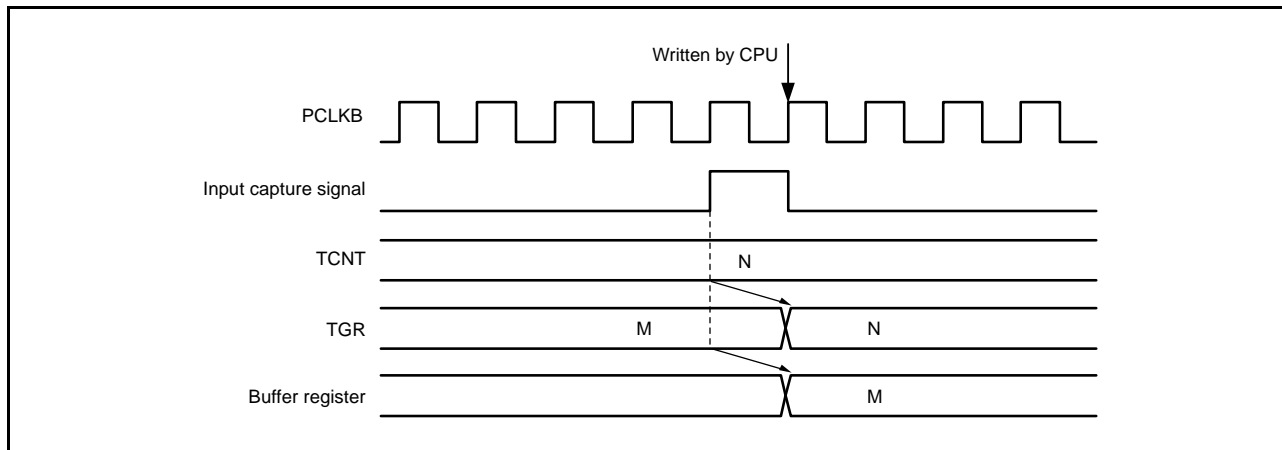 Written by CPU
PCLKB
Input capture signal
TCNT
N
TGR
M
N
Buffer register
M